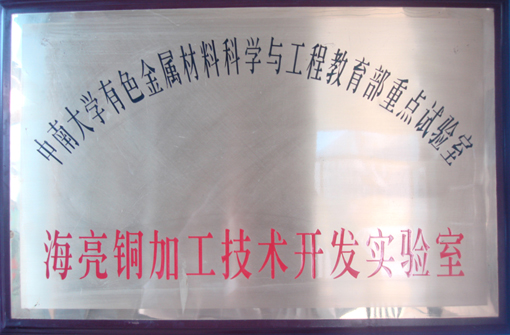 中南大学有色金属材料科学与工程教育部重点试验室
海亮铜加工技术开发实验室